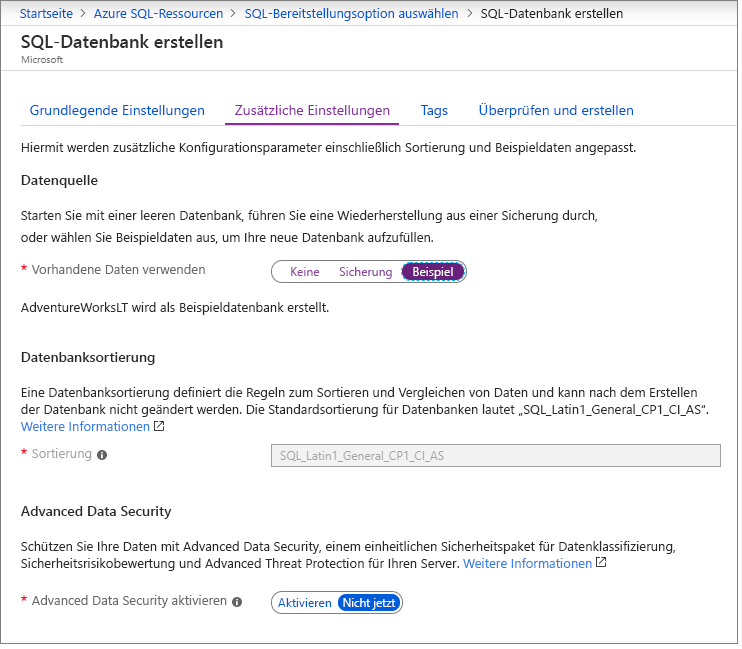 Startseite > Azure SQL-Ressourcen > SQL-Bereitstellungsoption auswählen > SQL-Datenbank erstellen
SQL-Datenbank erstellen
Microsoft
Grundlegende Einstellungen Zusätzliche Einstellungen Tags Überprüfen und erstellen
Hiermit werden zusätzliche Konfigurationsparameter einschließlich Sortierung und Beispieldaten angepasst.
Datenquelle
Starten Sie mit einer leeren Datenbank, führen Sie eine Wiederherstellung aus einer Sicherung durch,
oder wählen Sie Beispieldaten aus, um Ihre neue Datenbank aufzufüllen.
* Vorhandene Daten verwenden Keine Sicherung Beispiel
AdventureWorksLT wird als Beispieldatenbank erstellt.
Datenbanksortierung
Eine Datenbanksortierung definiert die Regeln zum Sortieren und Vergleichen von Daten und kann nach dem Erstellen
der Datenbank nicht geändert werden. Die Standardsortierung für Datenbanken lautet „SQL_Latin1_General_CP1_CI_AS“.
Weitere Informationen
* Sortierung SQL_Latin1_General_CP1_CI_AS
Advanced Data Security
Schützen Sie Ihre Daten mit Advanced Data Security, einem einheitlichen Sicherheitspaket für Datenklassifizierung,
Sicherheitsrisikobewertung und Advanced Threat Protection für Ihren Server. Weitere Informationen
* Advanced Data Security aktivieren Aktivieren Nicht jetzt